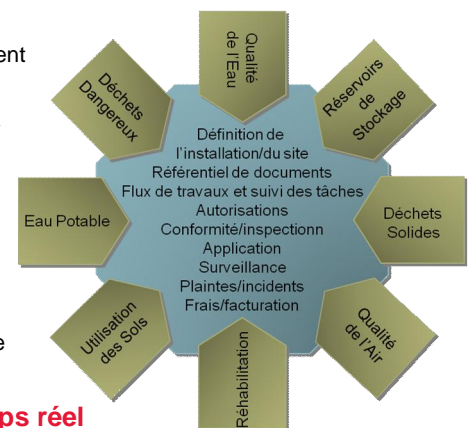 ent
Qualité
de l'Eau
Déchets
Dangereux
Réservoirs
de
Stockage
Définition de
l'installation/du site
Référentiel de documents
Flux de travaux et suivi des tâches
Autorisations
Conformité/inspectionn
Application
Surveillance
Plaintes/incidents
Frais/facturation
Eau Potable
Déchets
Solides
Utilisation
des Sols
Qualité
de l'Air
Réhabilitation
e
ps réel